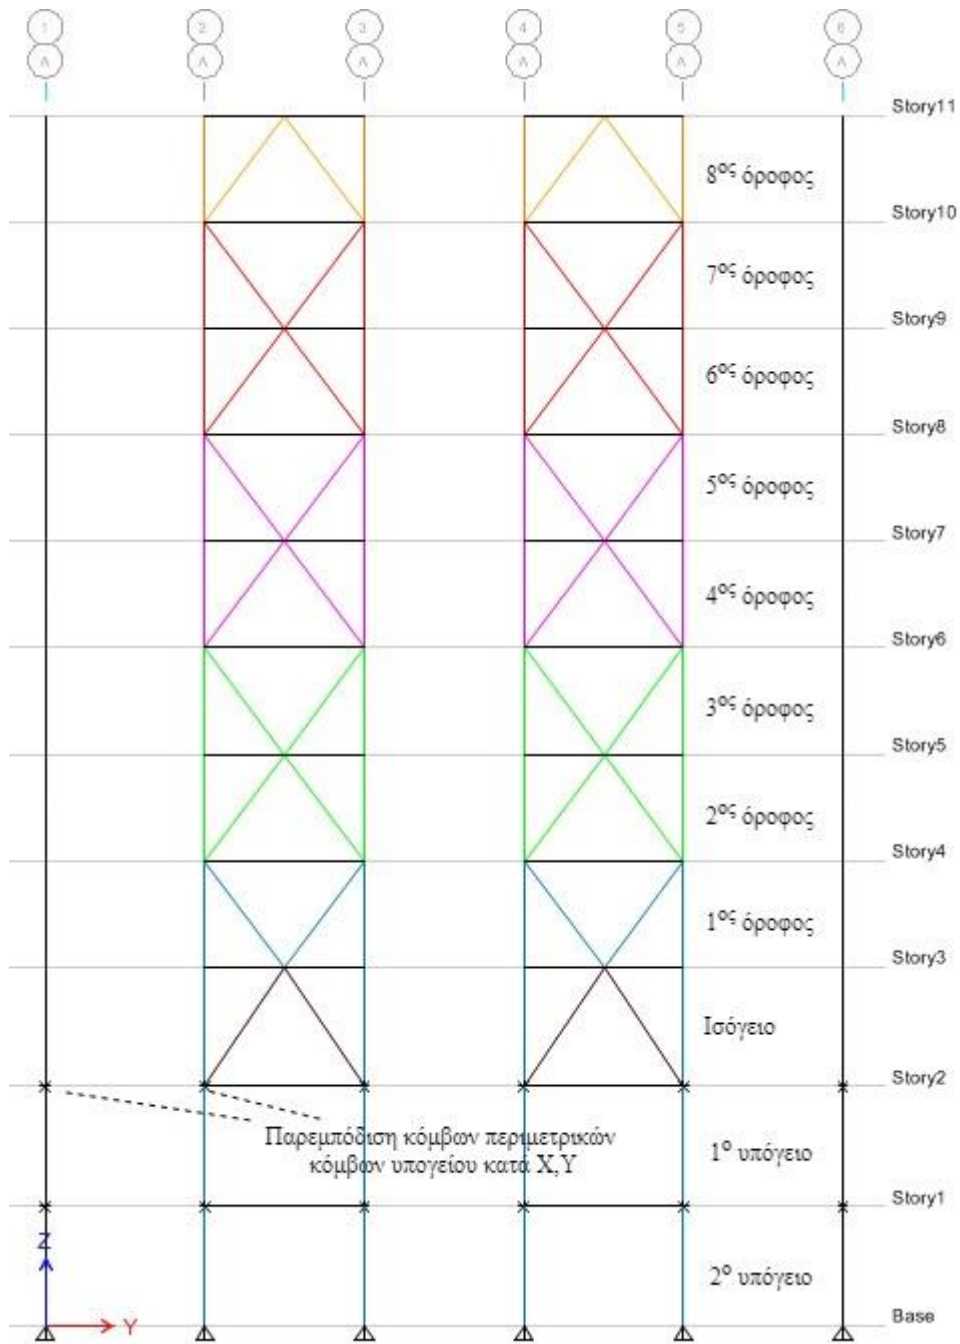 1 2 3 4 5 6
A A A A A A
Story11
8ος όροφος
Story10
7ος όροφος
Story9
6ος όροφος
Story8
5ος όροφος
Story7
4ος όροφος
Story6
3ος όροφος
Story5
2ος όροφος
Story4
1ος όροφος
Story3
Ισόγειο
Story2
Παρεμπόδιση κόμβων περιμετρικών
κόμβων υπογείου κατά Χ,Υ
1ο υπόγειο
Story1
Z
2ο υπόγειο
Base
Y